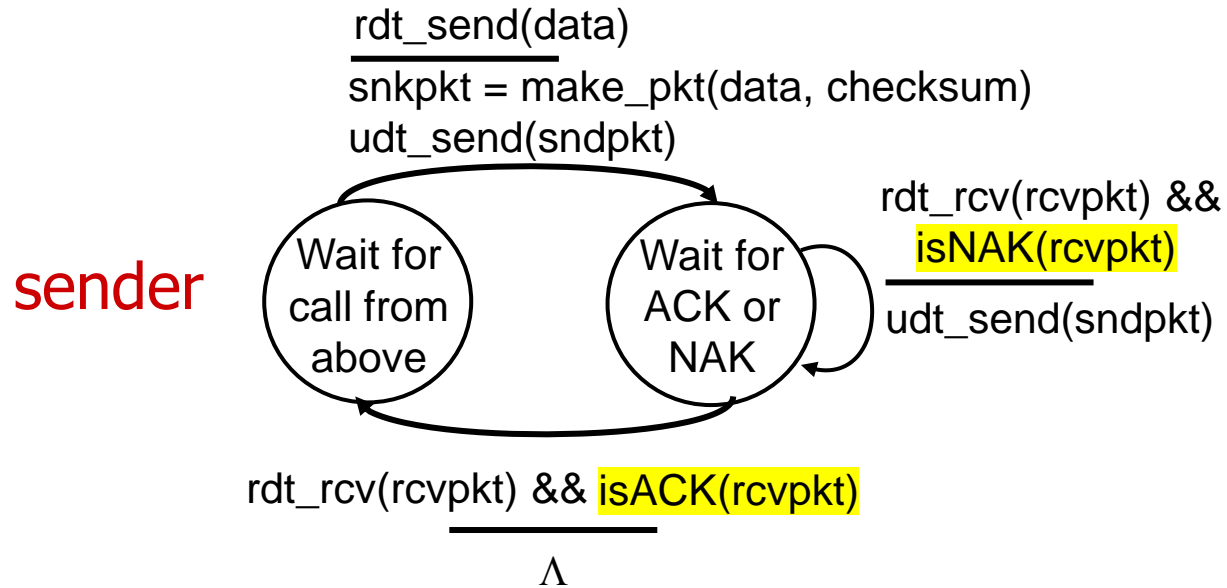 rdt_send(data)
snkpkt = make_pkt(data, checksum)
udt_send(sndpkt)
sender
Wait for
call from
above
Wait for
ACK or
NAK
rdt_rcv(rcvpkt) &&
isNAK(rcvpkt)
udt_send(sndpkt)
rdt_rcv(rcvpkt) && isACK(rcvpkt)
Λ